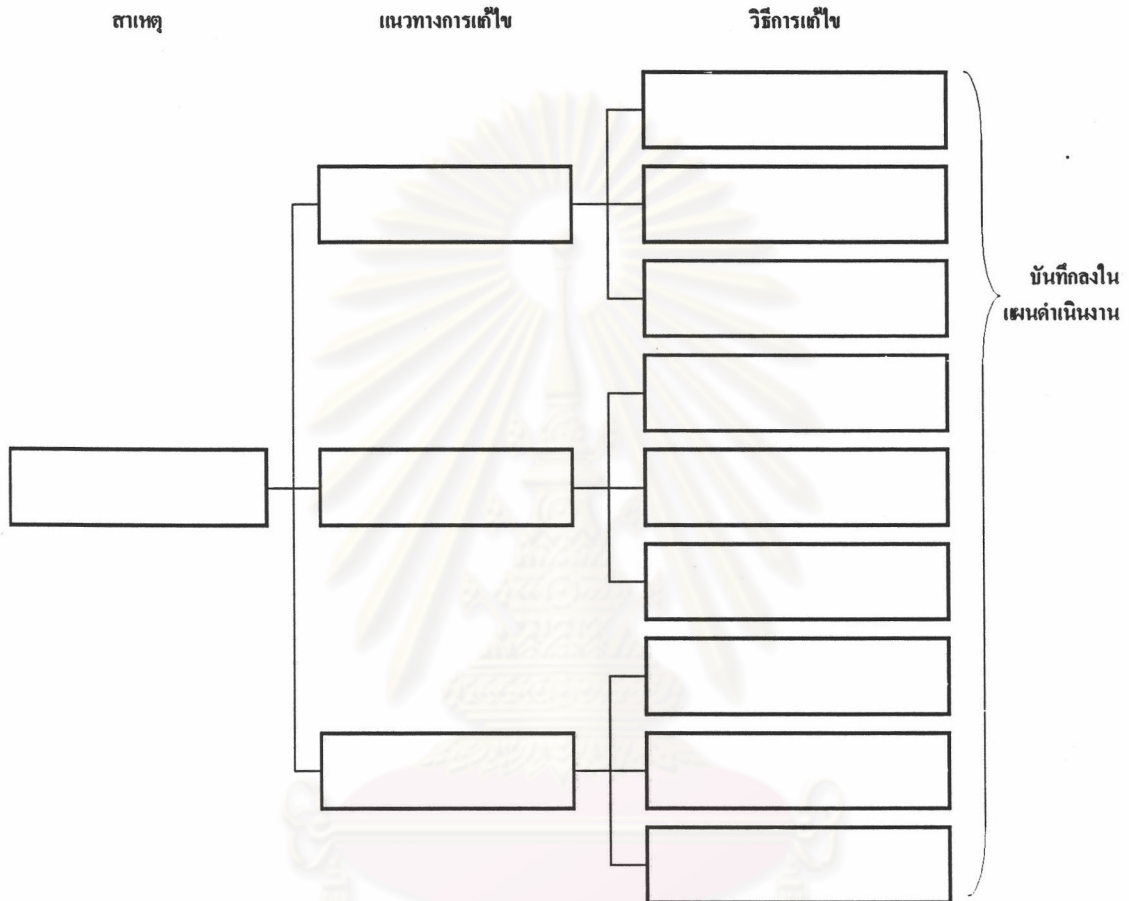 สาเหตุ
แนวทางการแก้ไข
วิธีการแก้ไข
บันทึกลงใน
แผนดำเนินงาน